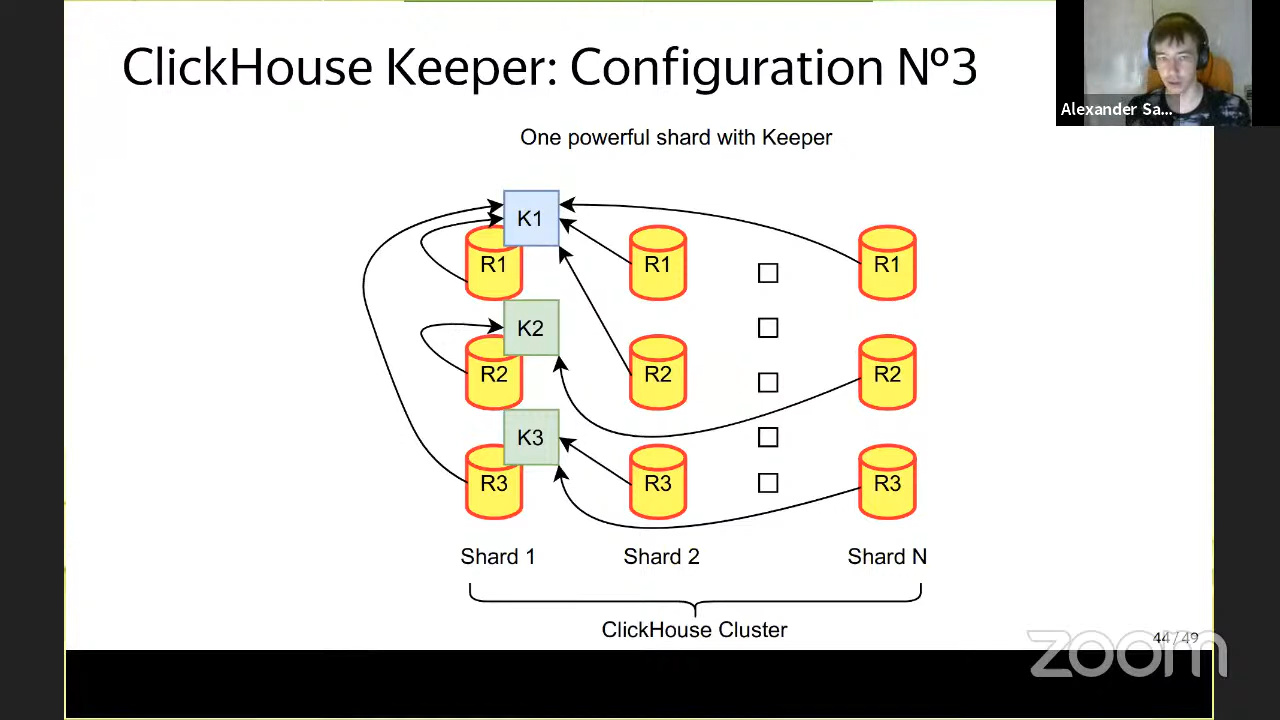 ClickHouse Keeper: Configuration Nº3
Alexander Sa...
One powerful shard with Keeper
K1
R1
R1
R1
K2
R2
R2
R2
K3
R3
R3
R3
Shard 1
Shard 2
Shard N
ClickHouse Cluster
44 / 49
zoom